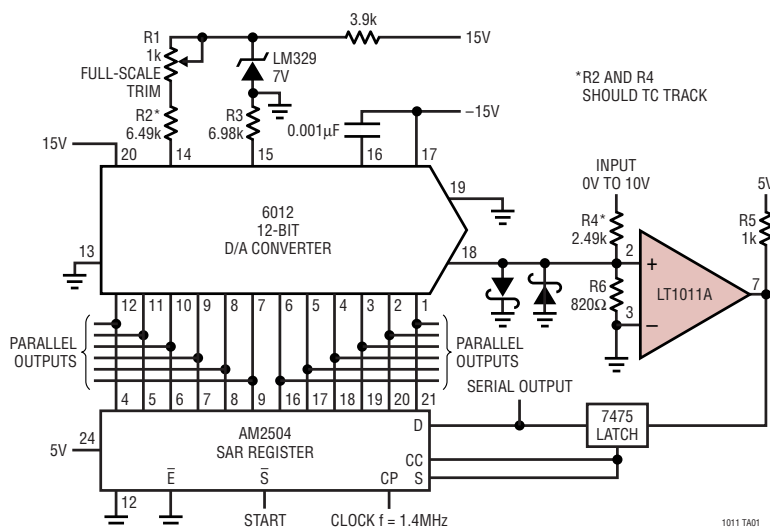 R1
1k
FULL-SCALE
TRIM
LM329
7V
3.9k
15V
*R2 AND R4
SHOULD TC TRACK
R2*
6.49k
R3
6.98k
0.001µF
–15V
15V
20
14
15
16
17
INPUT
0V TO 10V
5V
19
R4*
2.49k
R5
1k
6012
12-BIT
D/A CONVERTER
13
18
2
+
R6
820Ω
LT1011A
7
3
–
12
11
10
9
8
7
6
5
4
3
2
1
PARALLEL
OUTPUTS
PARALLEL
OUTPUTS
SERIAL OUTPUT
4
5
6
7
8
9
16
17
18
19
20
21
D
7475
LATCH
24
5V
AM2504
SAR REGISTER
CC
E
S
CP
S
12
START
CLOCK f = 1.4MHz
1011 TA01